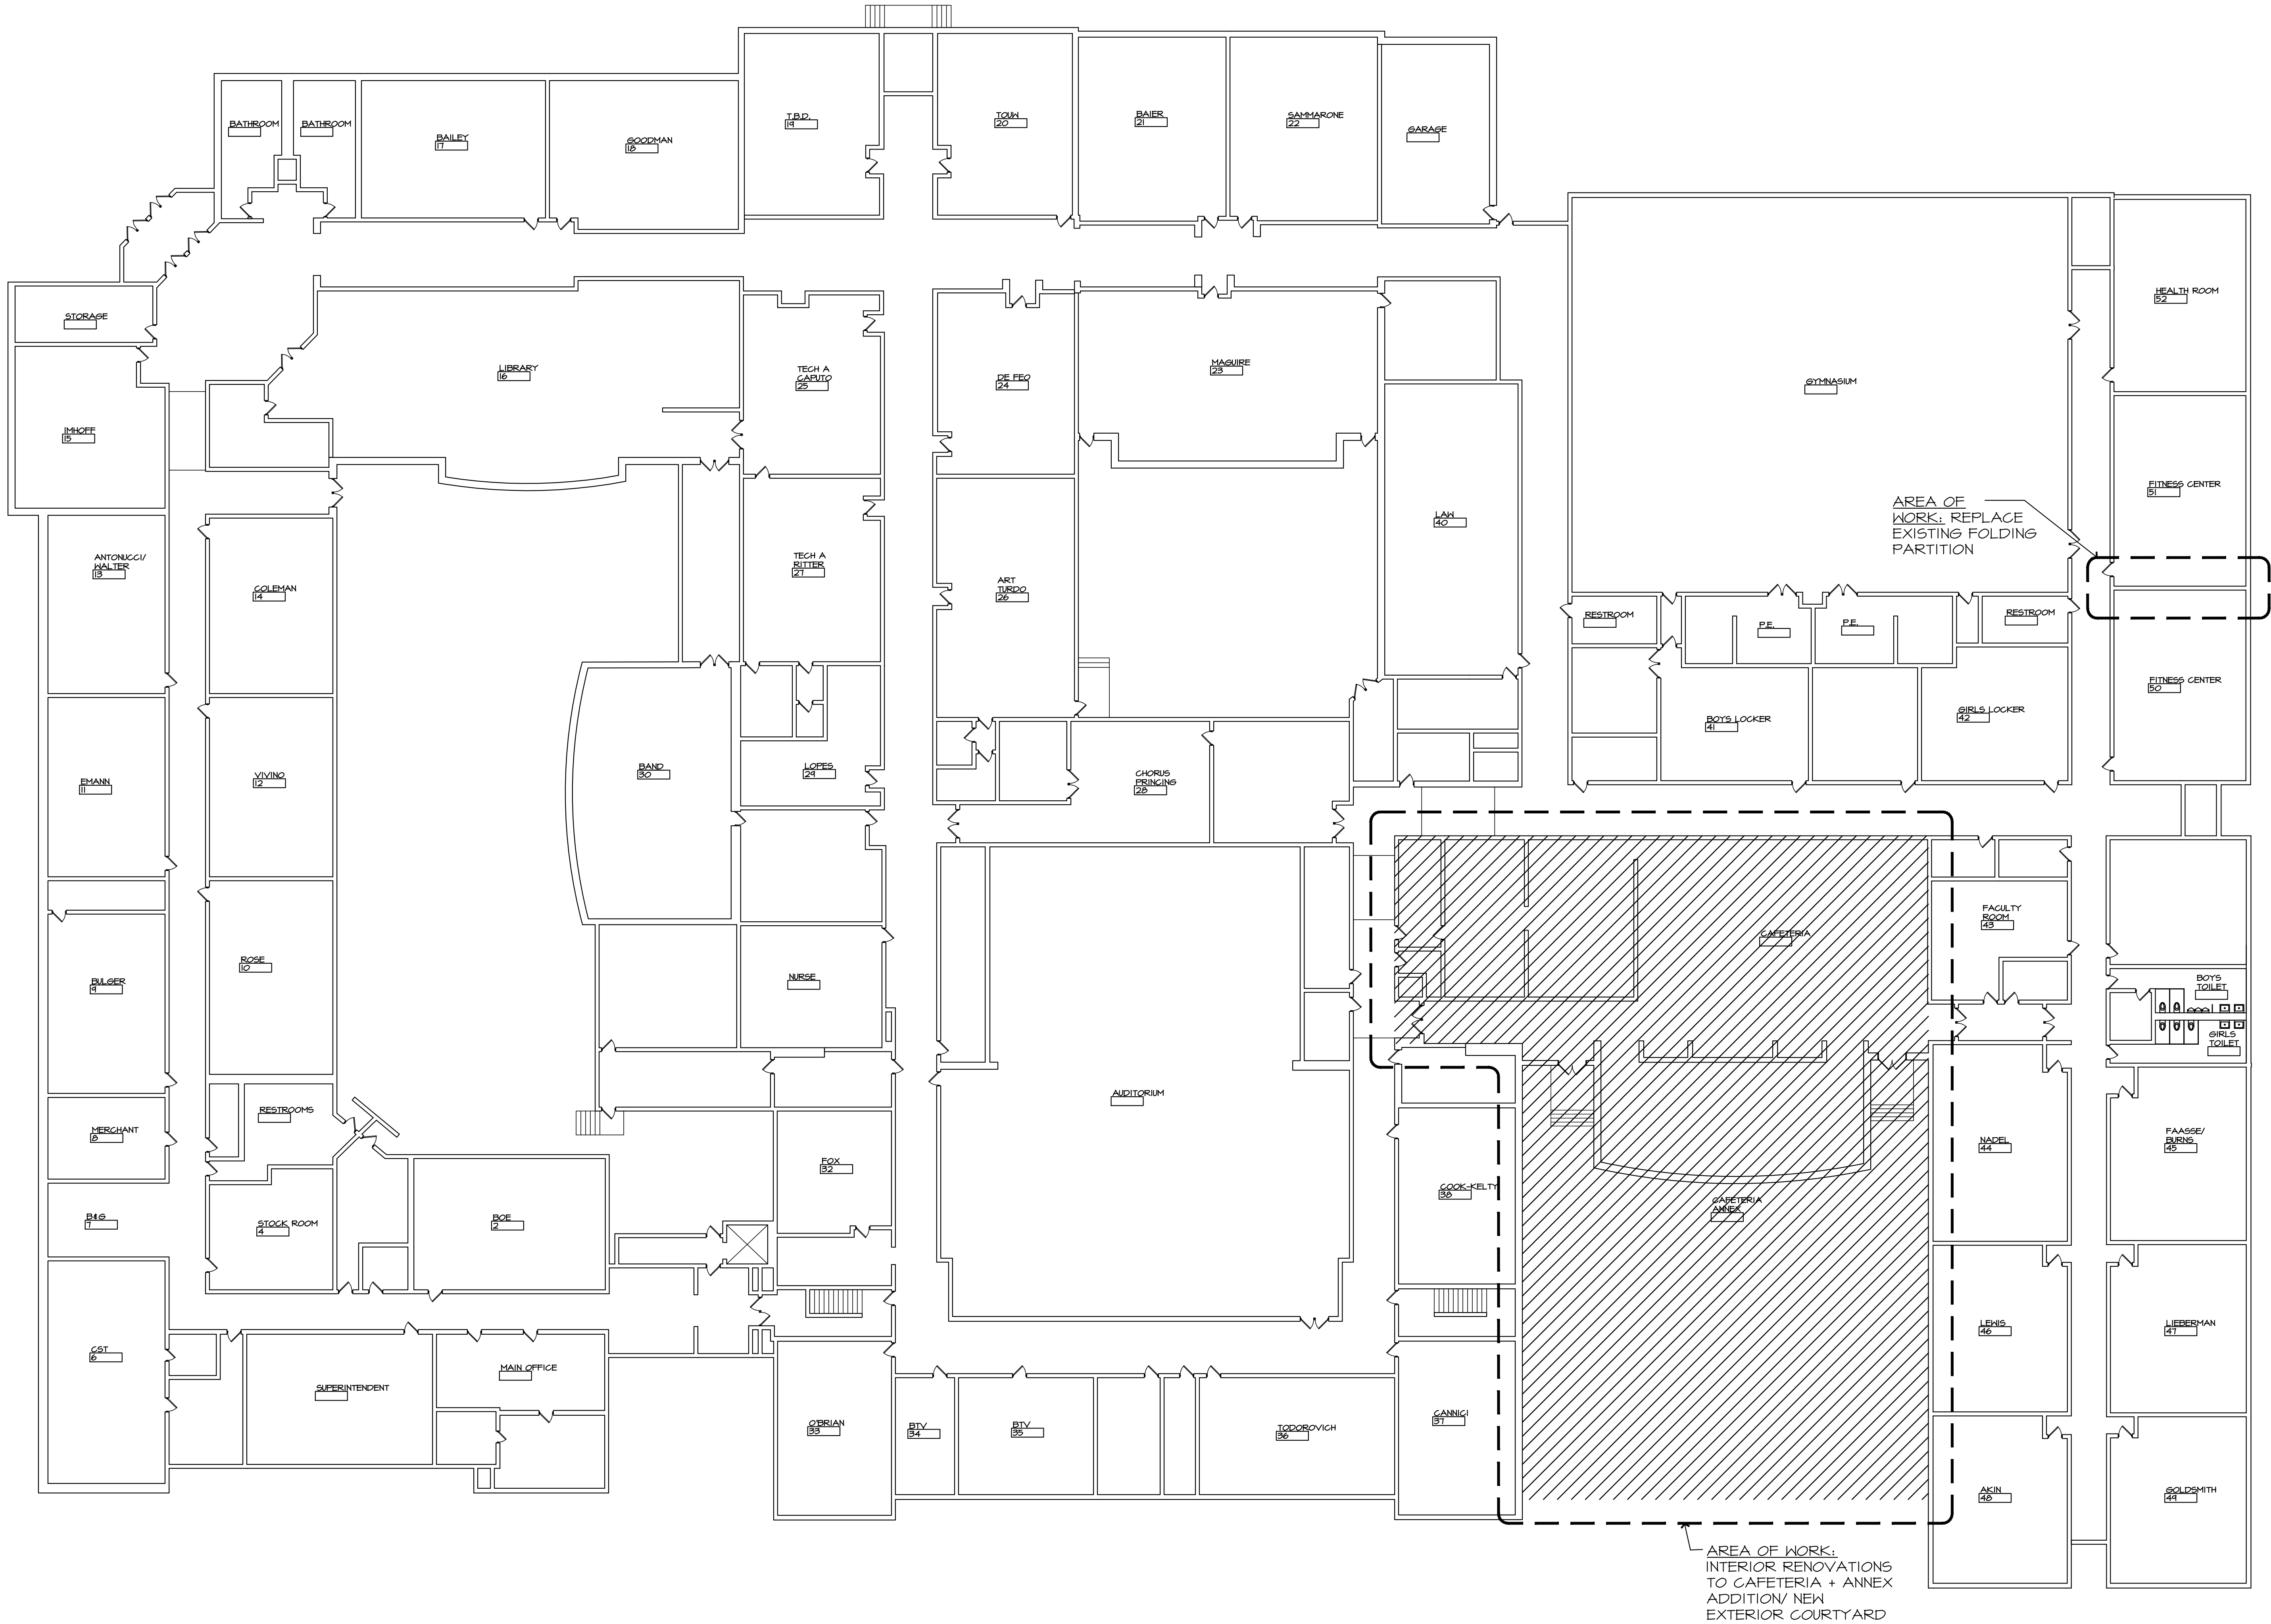 BATHROOM
BATHROOM
BAILEY
17
GOODMAN
18
T.B.D.
19
TOUW
20
BAIER
21
SAMMARONE
22
GARAGE
STORAGE
IMHOFF
15
LIBRARY
16
TECH A
CAPUTO
25
DE FEO
24
MAGUIRE
23
GYMNASIUM
HEALTH ROOM
52
FITNESS CENTER
51
AREA OF
WORK: REPLACE
EXISTING FOLDING
PARTITION
LAW
40
ANTONUCCI/
WALTER
13
COLEMAN
14
TECH A
RITTER
27
ART
TURDO
26
RESTROOM
P.E.
P.E.
RESTROOM
FITNESS CENTER
50
BOYS LOCKER
41
GIRLS LOCKER
42
EMANN
11
VIVINO
12
BAND
30
LOPES
29
CHORUS
PRINCING
28
CAFETERIA
FACULTY
ROOM
43
BULGER
9
ROSE
10
NURSE
BOYS
TOILET
GIRLS
TOILET
AUDITORIUM
RESTROOMS
MERCHANT
8
FOX
32
COOK-KELTY
38
CAFETERIA
ANNEX
NADEL
44
FAASSE/
BURNS
45
B&G
7
STOCK ROOM
4
BOE
2
CST
6
SUPERINTENDENT
MAIN OFFICE
O'BRIAN
33
BTV
34
BTV
35
TODOROVICH
36
CANNICI
37
LEWIS
46
LIEBERMAN
47
AKIN
48
GOLDSMITH
49
AREA OF WORK:
INTERIOR RENOVATIONS
TO CAFETERIA + ANNEX
ADDITION/ NEW
EXTERIOR COURTYARD